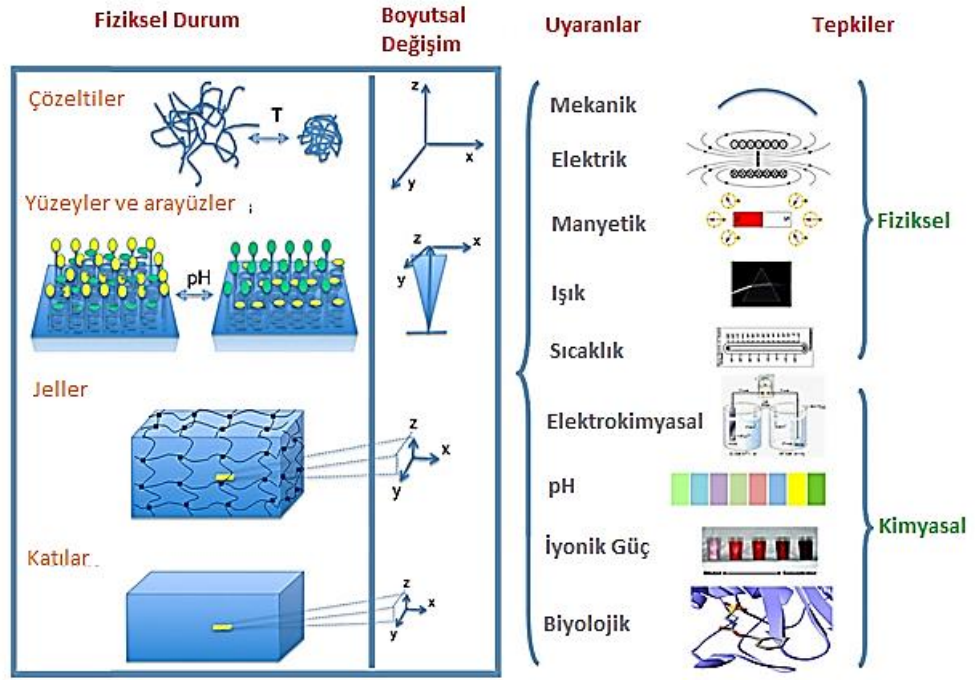 Fiziksel Durum
Boyutsal
Değişim
Uyaranlar
Tepkiler
Çözeltiler
T
z
x
y
Yüzeyler ve arayüzler
pH
z
x
y
Jeller
z
x
y
Katılar
z
x
y
Mekanik
Elektrik
Manyetik
Işık
Sıcaklık
Fiziksel
Elektrokimyasal
pH
İyonik Güç
Biyolojik
Kimyasal